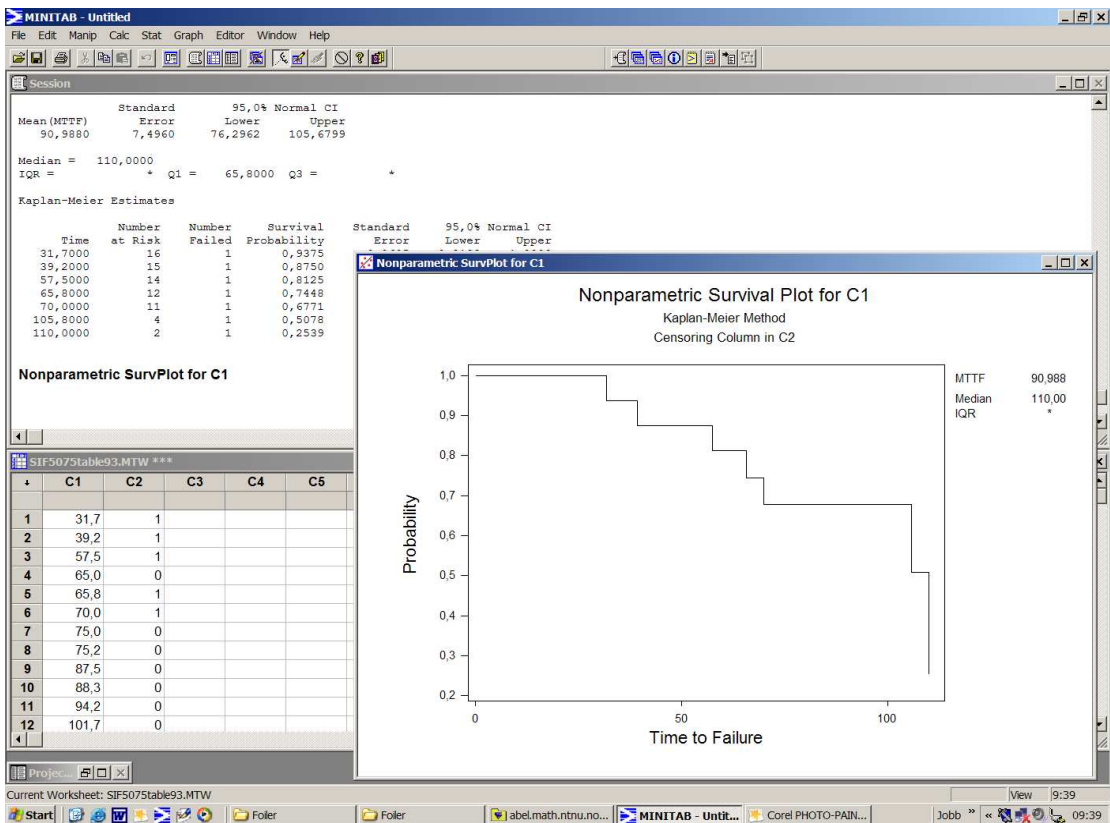 MINITAB - Untitled
File Edit Manip Calc Stat Graph Editor Window Help
Session
Standard 95,0% Normal CI
Mean(MTTF) Error Lower Upper
90,9880 7,4960 76,2962 105,6799
Median = 110,0000
IQR = * Q1 = 65,8000 Q3 = *
Kaplan-Meier Estimates
Number Number Survival Standard 95,0% Normal CI
Time at Risk Failed Probability Error Lower Upper
31,7000 16 1 0,9375
39,2000 15 1 0,8750
57,5000 14 1 0,8125
65,8000 12 1 0,7448
70,0000 11 1 0,6771
105,8000 4 1 0,5078
110,0000 2 1 0,2539
Nonparametric SurvPlot for C1
Nonparametric SurvPlot for C1
Nonparametric Survival Plot for C1
Kaplan-Meier Method
Censoring Column in C2
1,0
0,9
0,8
0,7
0,6
0,5
0,4
0,3
0,2
Probability
0 50 100
Time to Failure
MTTF 90,988
Median 110,00
IQR *
SIF5075table93.MTW ***
C1 C2 C3 C4 C5
1 31,7 1
2 39,2 1
3 57,5 1
4 65,0 0
5 65,8 1
6 70,0 1
7 75,0 0
8 75,2 0
9 87,5 0
10 88,3 0
11 94,2 0
12 101,7 0
Projec...
Current Worksheet: SIF5075table93.MTW
View 9:39
Start Foiler Foiler abel.math.ntnu.no... MINITAB - Untit... Corel PHOTO-PAIN... Jobb » « 09:39